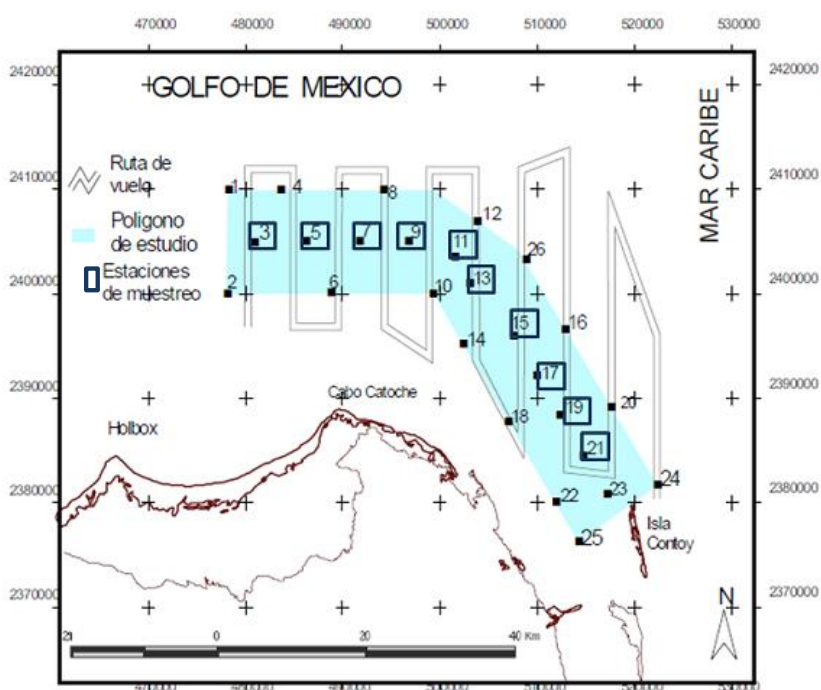 470000 480000 490000 500000 510000 520000 530000
2420000 2420000
GOLFO DE MEXICO
MAR CARIBE
Ruta de
vuelo
2410000 2410000
1 4 8
Poligono
de estudio
12
3 5 7 9 11
26
Estaciones
de muestreo
13
2400000 2400000
2 6 10
15 16
14
17
2390000 2390000
Cabo Catoche
18 19 20
Holbox
21
24
2380000 2380000
22 23
Isla
Contoy
25
2370000 2370000
N
0 20 40 Km